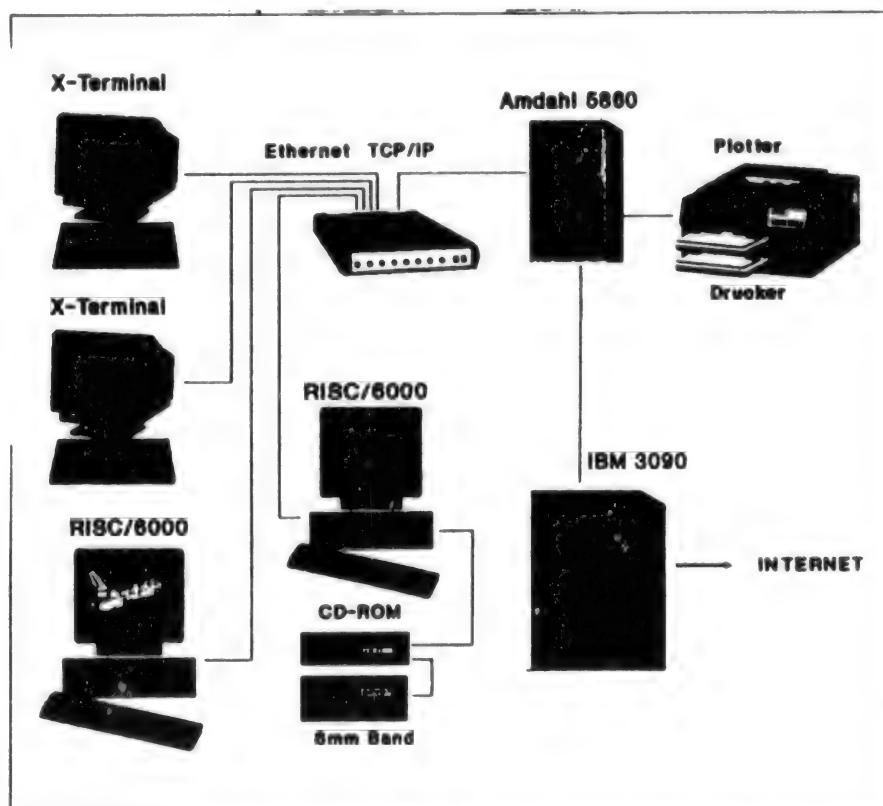 X-Terminal
Amdahl 5860
Ethernet TCP/IP
Plotter
Drucker
X-Terminal
RISC/6000
IBM 3090
RISC/6000
INTERNET
CD-ROM
8mm Band